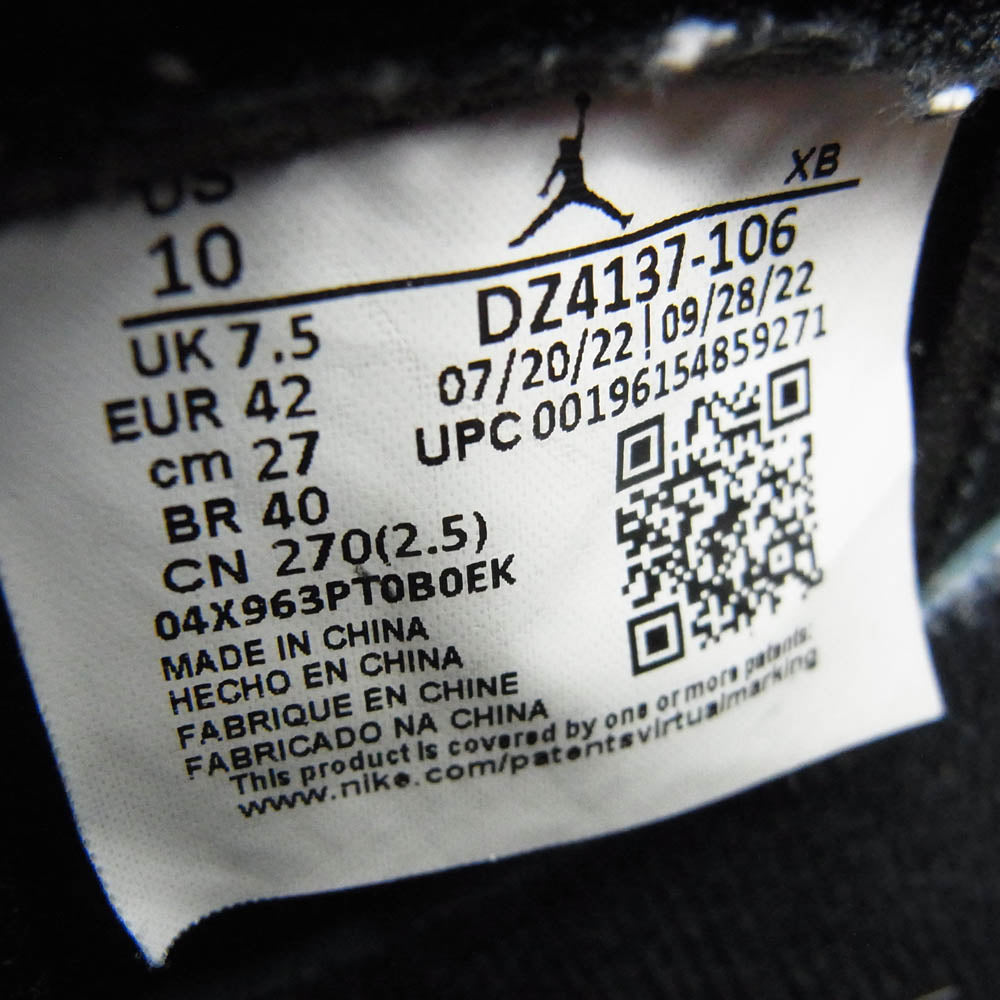 US
10
XB
UK 7.5
EUR 42
cm 27
BR 40
CN 270(2.5)
DZ4137-106
07/20/22 | 09/28/22
UPC 00196154859271
04X963PT0B0EK
MADE IN CHINA
HECHO EN CHINA
FABRIQUE EN CHINE
FABRICADO NA CHINA
This product is covered by one or more patents:
www.nike.com/patentsvirtualmarking